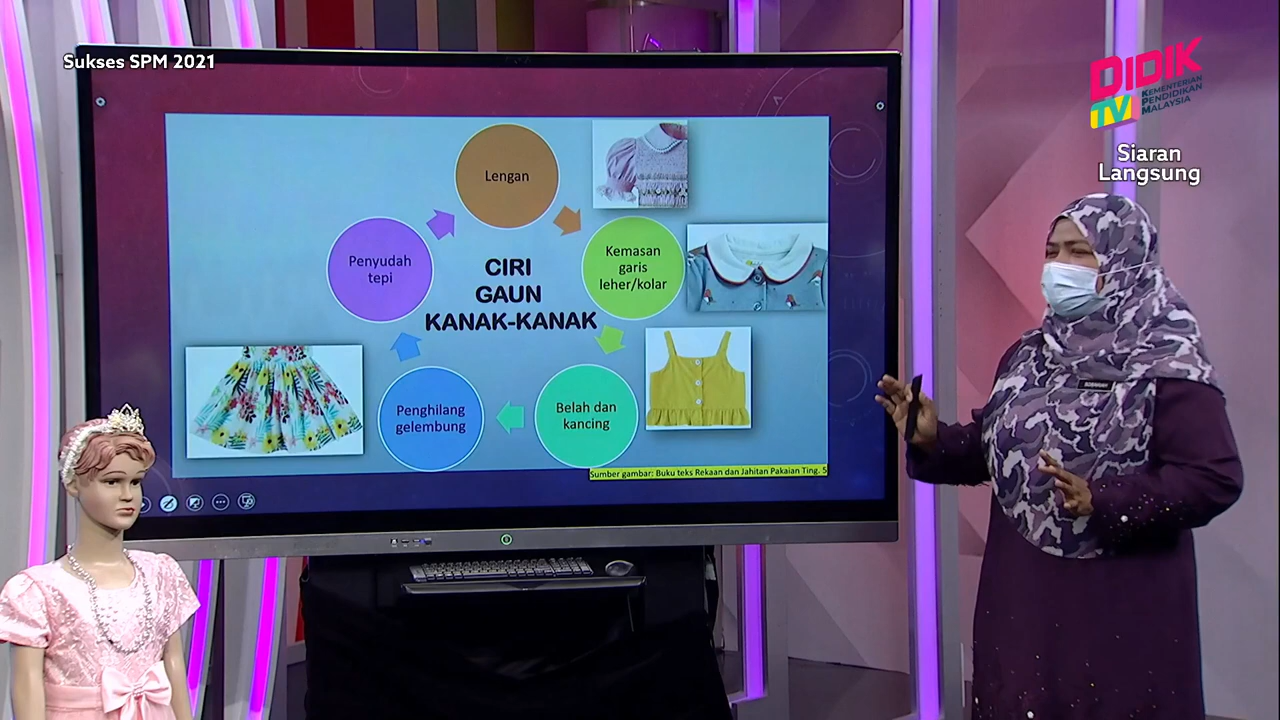 Sukses SPM 2021
DIDIK
TV
KEMENTERIAN
PENDIDIKAN
MALAYSIA
Siaran
Langsung
Lengan
Kemasan
garis
leher/kolar
Belah dan
kancing
Penghilang
gelembung
Penyudah
tepi
CIRI
GAUN
KANAK-KANAK
Sumber gambar: Buku teks Rekaan dan Jahitan Pakaian Ting. 5